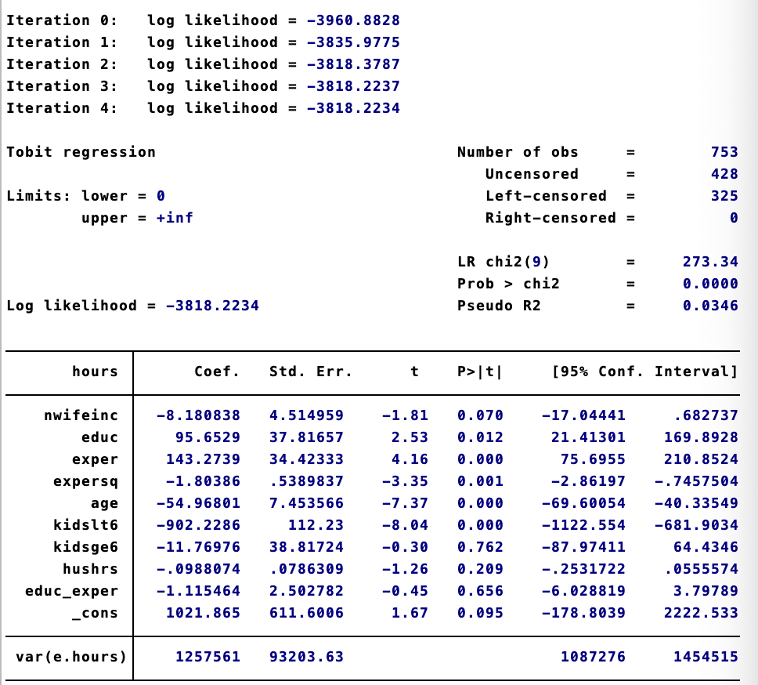 Iteration 0:   log likelihood = -3960.8828
Iteration 1:   log likelihood = -3835.9775
Iteration 2:   log likelihood = -3818.3787
Iteration 3:   log likelihood = -3818.2237
Iteration 4:   log likelihood = -3818.2234
Tobit regression                                Number of obs     =        753
                                                   Uncensored     =        428
Limits: lower = 0                                  Left-censored  =        325
        upper = +inf                               Right-censored =          0
                                                LR chi2(9)        =     273.34
                                                Prob > chi2       =     0.0000
Log likelihood = -3818.2234                     Pseudo R2         =     0.0346
hours        Coef.   Std. Err.      t    P>|t|     [95% Conf. Interval]
nwifeinc   -8.180838   4.514959    -1.81   0.070    -17.04441     .682737
educ     95.6529   37.81657     2.53   0.012     21.41301    169.8928
exper    143.2739   34.42333     4.16   0.000      75.6955    210.8524
expersq    -1.80386   .5389837    -3.35   0.001     -2.86197   -.7457504
age   -54.96801   7.453566    -7.37   0.000    -69.60054   -40.33549
kidslt6   -902.2286     112.23    -8.04   0.000    -1122.554   -681.9034
kidsge6   -11.76976   38.81724    -0.30   0.762    -87.97411     64.4346
hushrs   -.0988074   .0786309    -1.26   0.209    -.2531722    .0555574
educ_exper   -1.115464   2.502782    -0.45   0.656    -6.028819     3.79789
_cons    1021.865   611.6006     1.67   0.095    -178.8039    2222.533
var(e.hours)     1257561   93203.63                       1087276     1454515